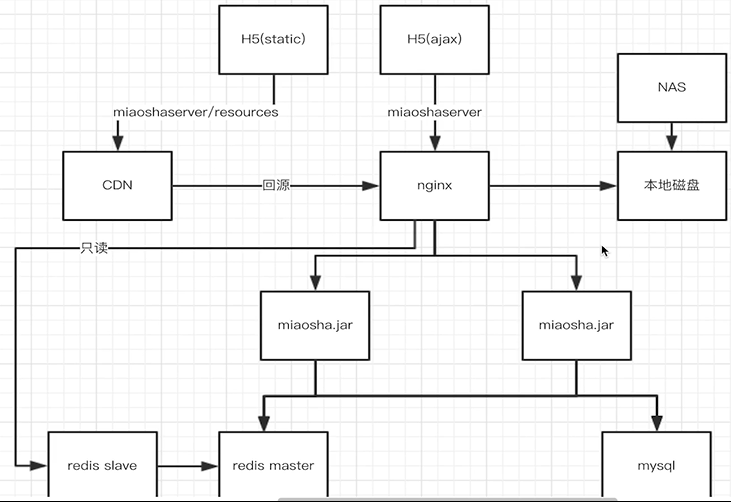 H5(static)
H5(ajax)
NAS
miaoshaserver/resources
miaoshaserver
CDN
回源
nginx
本地磁盘
只读
miaosha.jar
miaosha.jar
redis slave
redis master
mysql